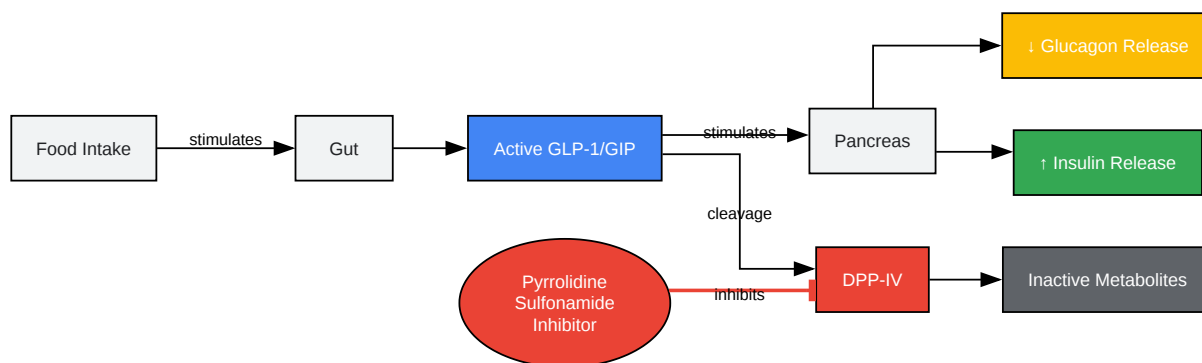 ↓ Glucagon Release
Food Intake
stimulates
Gut
Active GLP-1/GIP
stimulates
Pancreas
↑ Insulin Release
cleavage
Pyrrolidine
Sulfonamide
Inhibitor
inhibits
DPP-IV
Inactive Metabolites